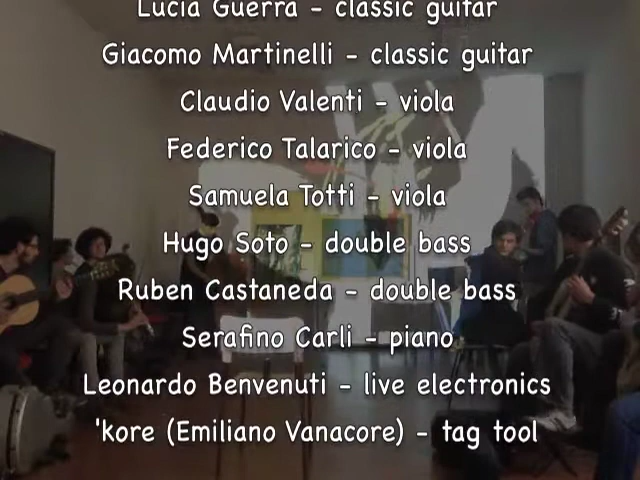 Lucia Guerra - classic guitar
Giacomo Martinelli - classic guitar
Claudio Valenti - viola
Federico Talarico - viola
Samuela Totti - viola
Hugo Soto - double bass
Ruben Castaneda - double bass
Serafino Carli - piano
Leonardo Benvenuti - live electronics
'kore (Emiliano Vanacore) - tag tool